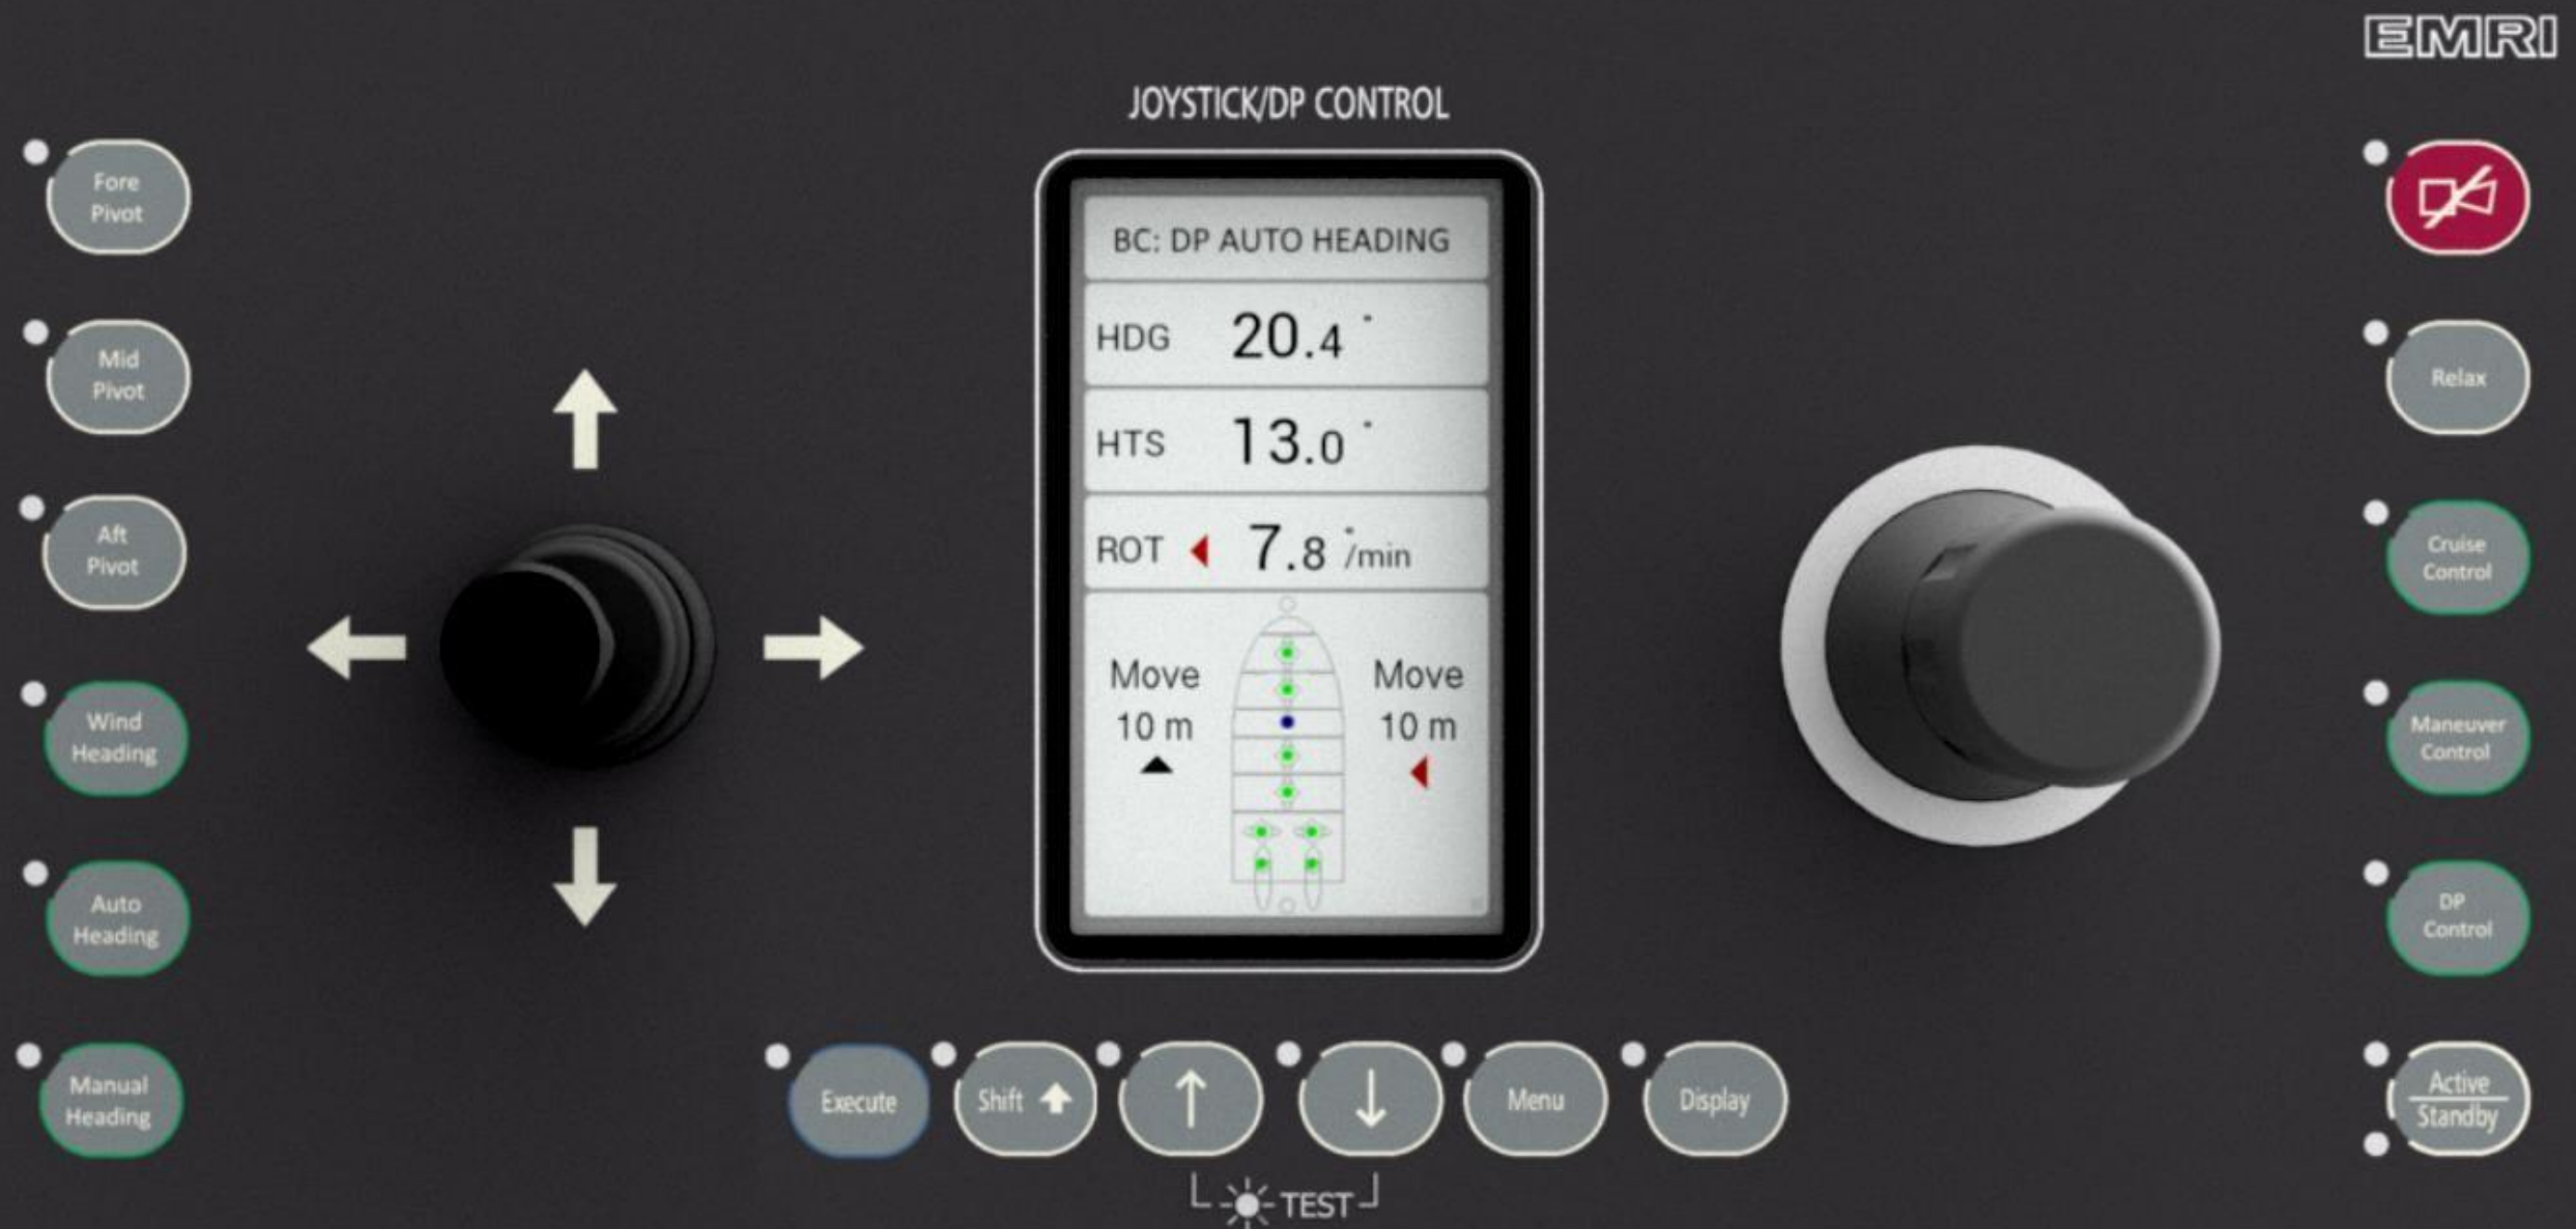 EMRI
JOYSTICK/DP CONTROL
Fore
Pivot
Mid
Pivot
Aft
Pivot
Wind
Heading
Auto
Heading
Manual
Heading
BC: DP AUTO HEADING
HDG 20.4 °
HTS 13.0 °
ROT 7.8 °/min
Move
10 m
Move
10 m
Relax
Cruise
Control
Maneuver
Control
DP
Control
Active
Standby
Execute
Shift
Menu
Display
TEST